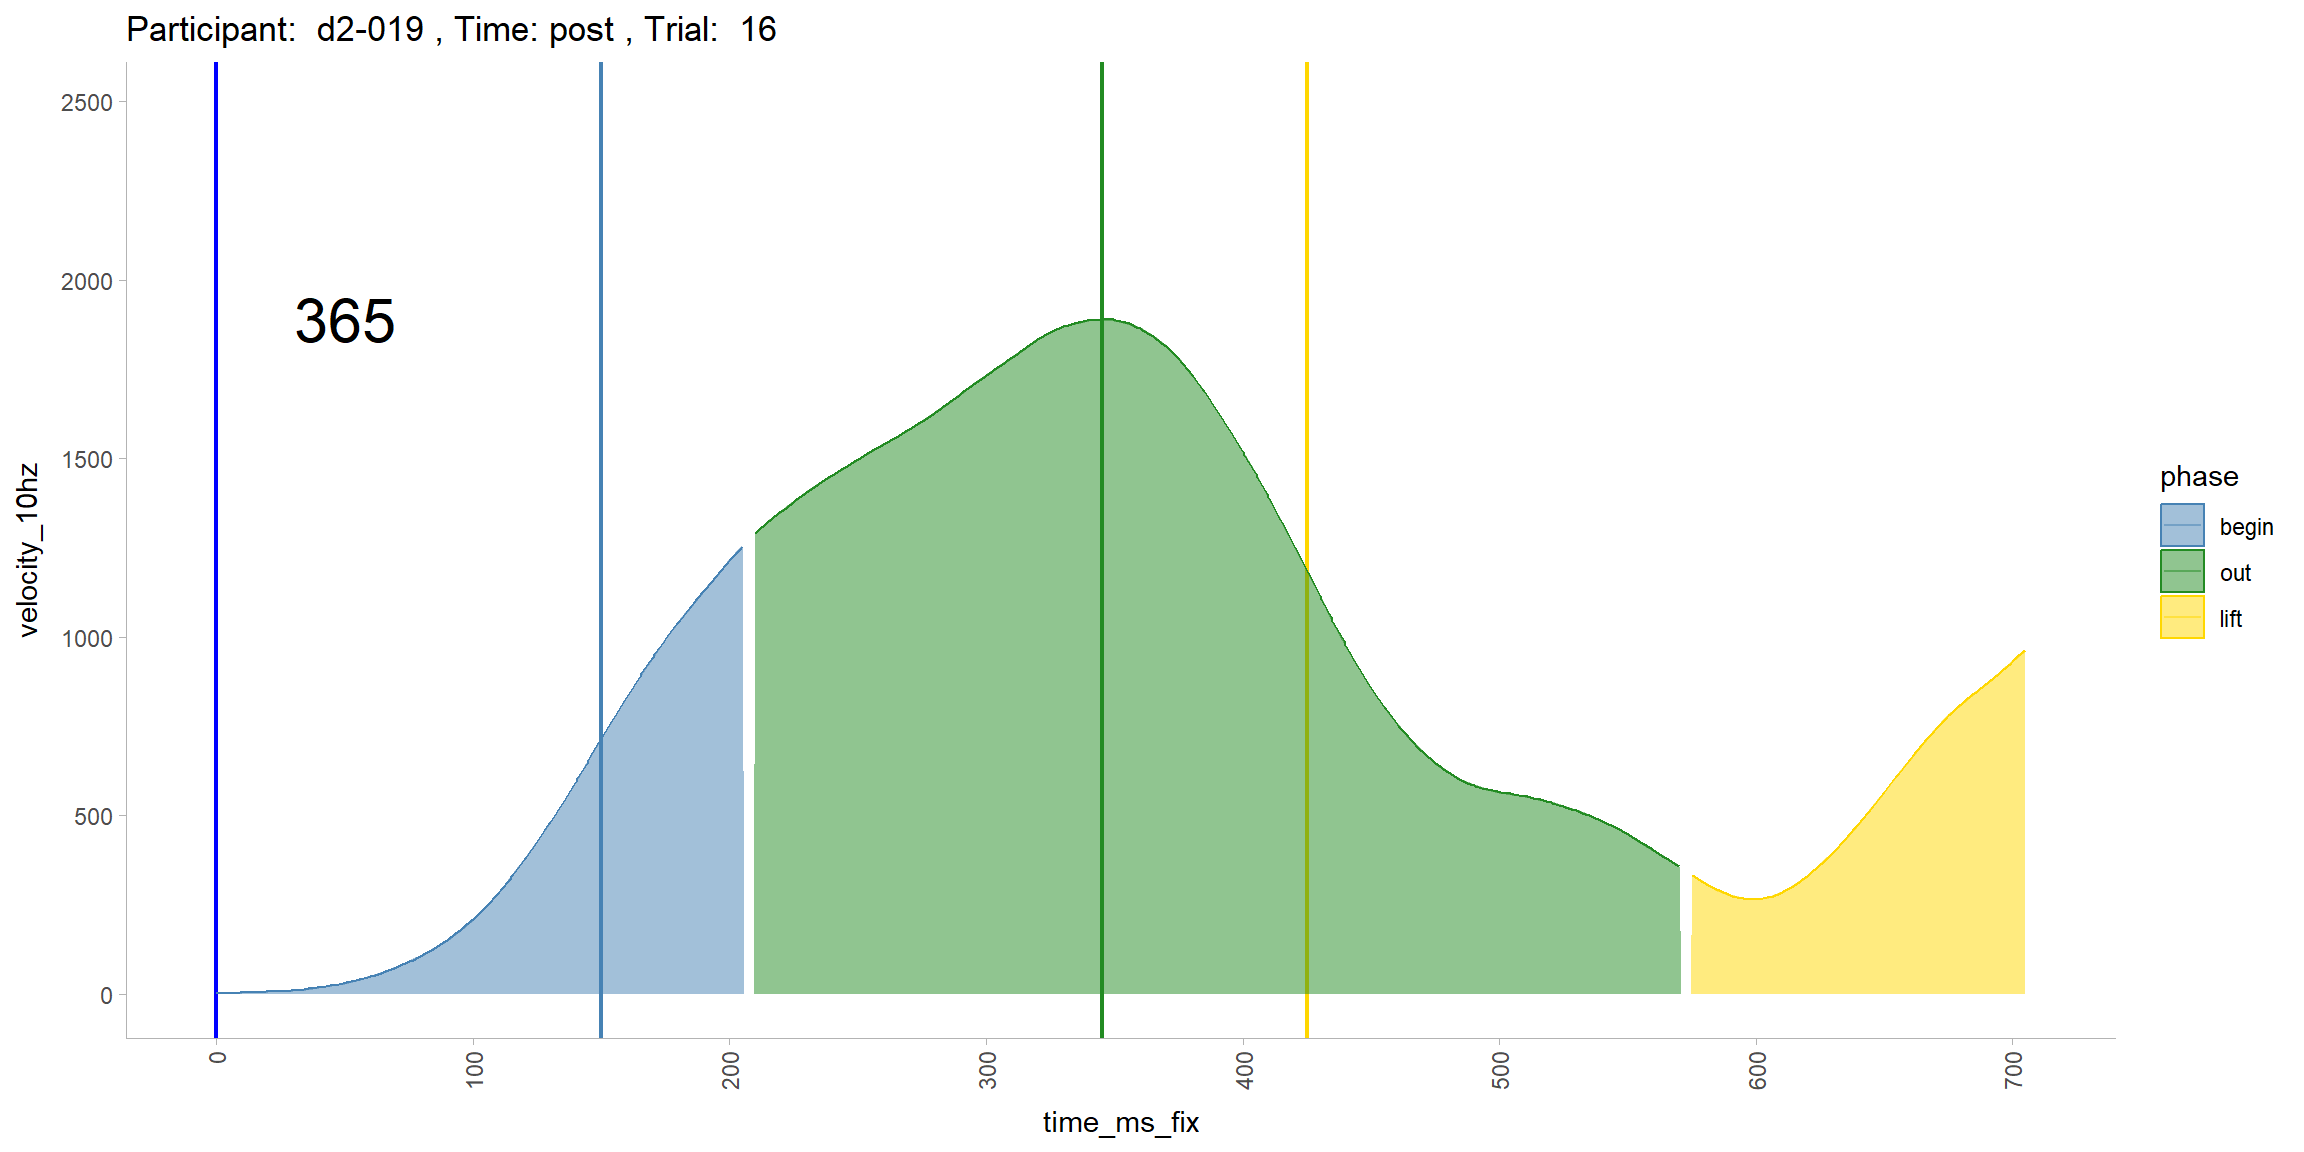 Participant:  d2-019 , Time: post , Trial:  16
2500
2000
1500
1000
500
0
velocity_10hz
365
0
100
200
300
400
500
600
700
time_ms_fix
phase
begin
out
lift